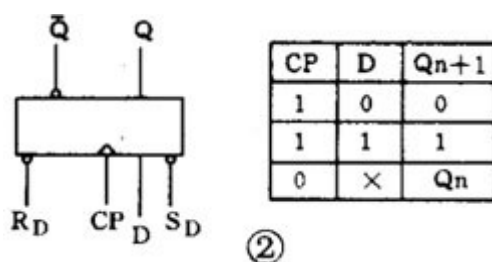 Q̄ Q
R_D CP D S_D
CP D Qn+1
1 0 0
1 1 1
0 × Qn
②